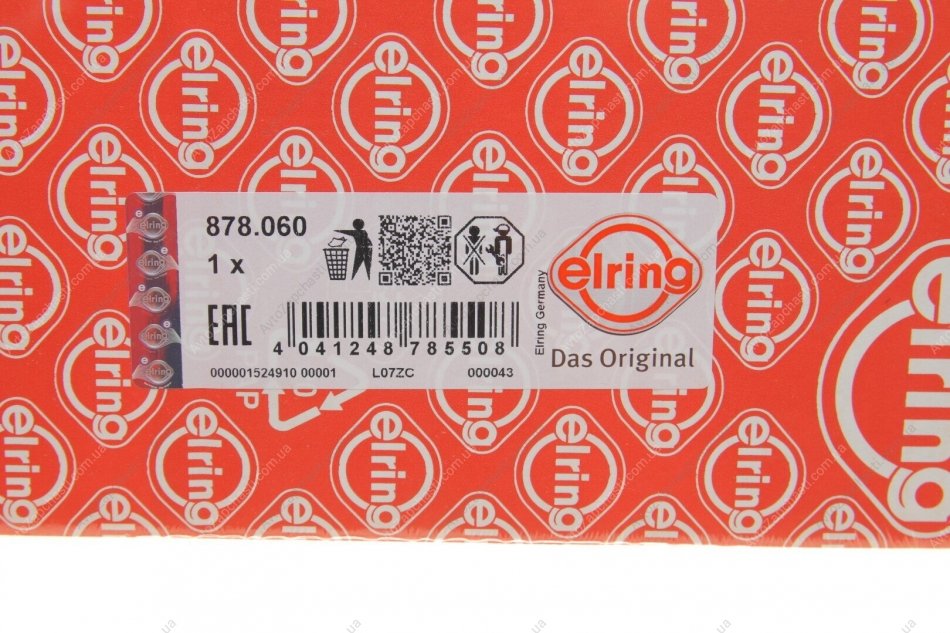 878.060
1 x
EAC
4 041248 785508
000001524910 00001 L07ZC 000043
Elring Germany
elring
Das Original